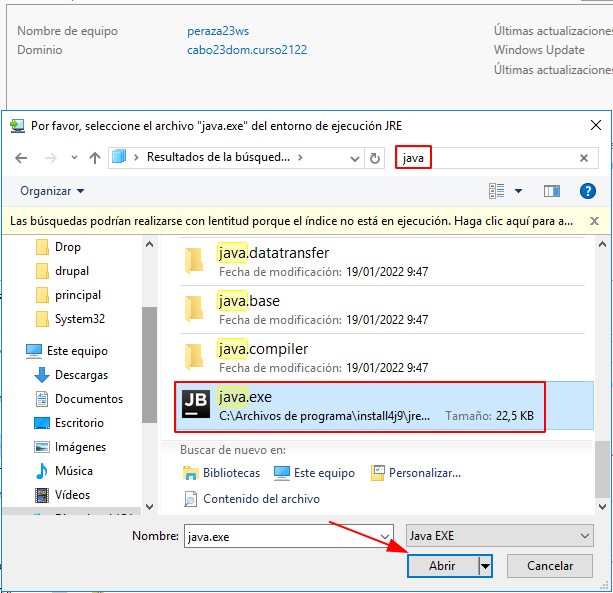 Nombre de equipo peraza23ws Últimas actualizaciones
Dominio cabo23dom.curso2122 Windows Update
Últimas actualizaciones
Por favor, seleccione el archivo "java.exe" del entorno de ejecución JRE
Resultados de la búsqued... java
Organizar
Las búsquedas podrían realizarse con lentitud porque el índice no está en ejecución. Haga clic aquí para a...
Drop
drupal
principal
System32
Este equipo
Descargas
Documentos
Escritorio
Imágenes
Música
Vídeos
java.datatransfer
Fecha de modificación: 19/01/2022 9:47
java.base
Fecha de modificación: 19/01/2022 9:47
java.compiler
Fecha de modificación: 19/01/2022 9:47
JB
java.exe
C:\Archivos de programa\install4j9\jre... Tamaño: 22,5 KB
Buscar de nuevo en:
Bibliotecas Este equipo Personalizar...
Contenido del archivo
Nombre: java.exe Java EXE
Abrir Cancelar